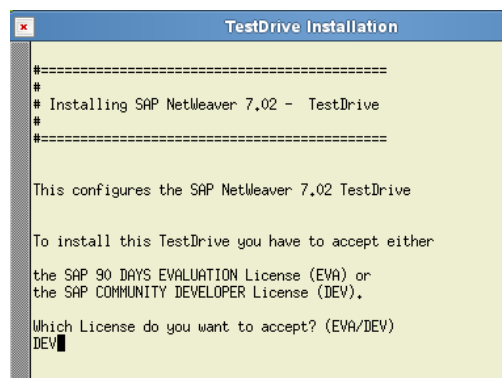 TestDrive Installation
#===========================================
#
# Installing SAP NetWeaver 7.02 - TestDrive
#
#===========================================
This configures the SAP NetWeaver 7.02 TestDrive
To install this TestDrive you have to accept either
the SAP 90 DAYS EVALUATION License (EVA) or
the SAP COMMUNITY DEVELOPER License (DEV).
Which License do you want to accept? (EVA/DEV)
DEV